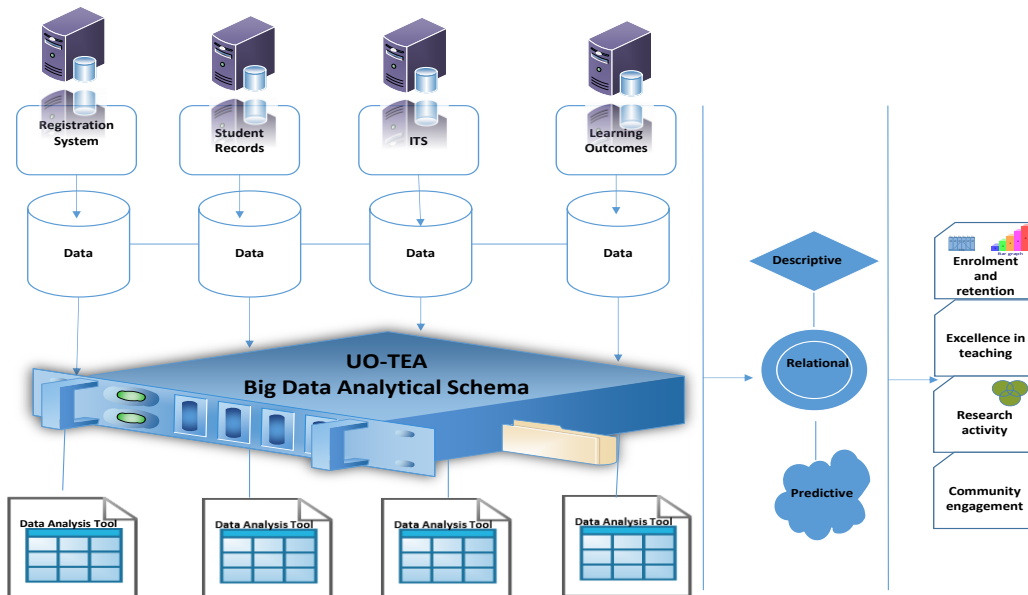 Registration
System
Student
Records
ITS
Learning
Outcomes
Data
Data
Data
Data
UO-TEA
Big Data Analytical Schema
Data Analysis Tool
Data Analysis Tool
Data Analysis Tool
Data Analysis Tool
Descriptive
Relational
Predictive
Bar graph
Enrolment
and
retention
Excellence in
teaching
Research
activity
Community
engagement